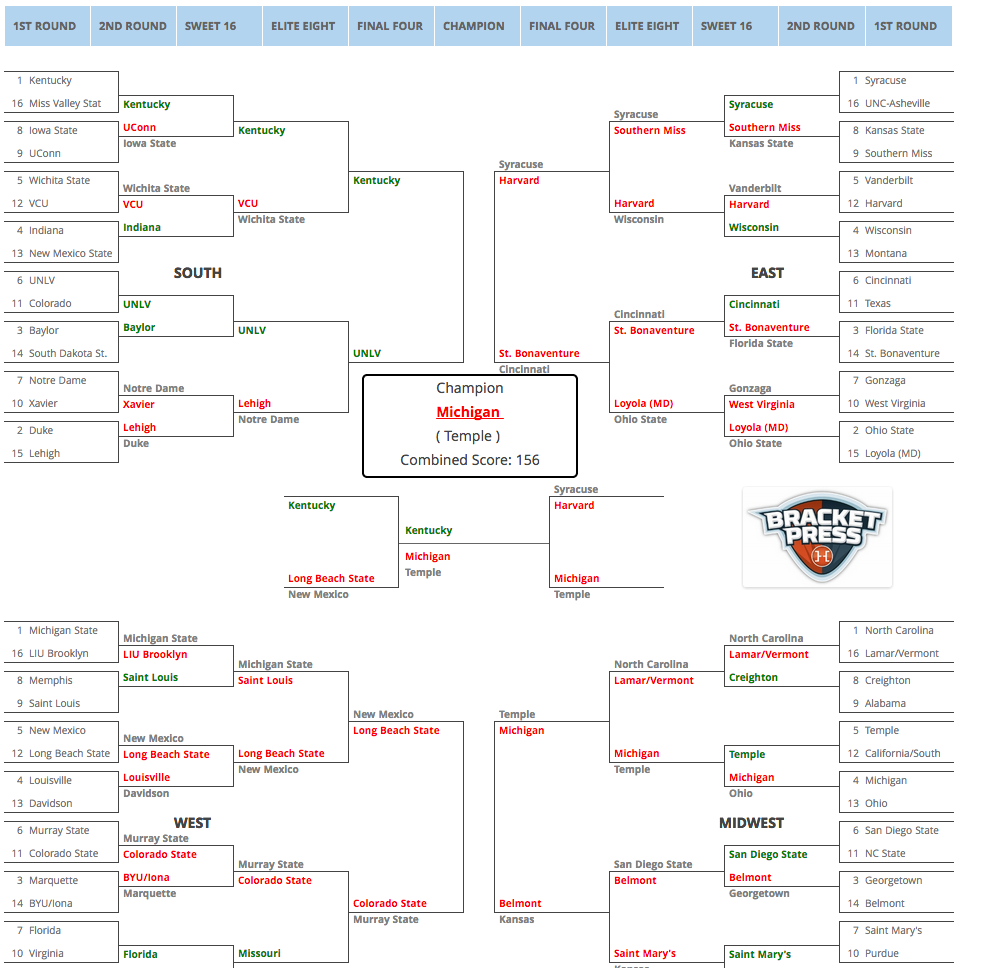 1ST ROUND 2ND ROUND SWEET 16 ELITE EIGHT FINAL FOUR CHAMPION FINAL FOUR ELITE EIGHT SWEET 16 2ND ROUND 1ST ROUND
1 Kentucky
16 Miss Valley Stat
8 Iowa State
9 UConn
5 Wichita State
12 VCU
4 Indiana
13 New Mexico State
6 UNLV
11 Colorado
3 Baylor
14 South Dakota St.
7 Notre Dame
10 Xavier
2 Duke
15 Lehigh
Kentucky
UConn
Iowa State
Wichita State
VCU
Indiana
SOUTH
UNLV
Baylor
Notre Dame
Xavier
Lehigh
Duke
Kentucky
VCU
Wichita State
UNLV
Lehigh
Notre Dame
Kentucky
UNLV
Syracuse
Harvard
St. Bonaventure
Cincinnati
Syracuse
Southern Miss
Harvard
Wisconsin
Cincinnati
St. Bonaventure
Loyola (MD)
Ohio State
Syracuse
Southern Miss
Kansas State
Vanderbilt
Harvard
Wisconsin
EAST
Cincinnati
St. Bonaventure
Florida State
Gonzaga
West Virginia
Loyola (MD)
Ohio State
1 Syracuse
16 UNC-Asheville
8 Kansas State
9 Southern Miss
5 Vanderbilt
12 Harvard
4 Wisconsin
13 Montana
6 Cincinnati
11 Texas
3 Florida State
14 St. Bonaventure
7 Gonzaga
10 West Virginia
2 Ohio State
15 Loyola (MD)
Champion
Michigan
( Temple )
Combined Score: 156
Kentucky
Long Beach State
New Mexico
Kentucky
Michigan
Temple
Syracuse
Harvard
Michigan
Temple
BRACKET
PRESS
1 Michigan State
16 LIU Brooklyn
8 Memphis
9 Saint Louis
5 New Mexico
12 Long Beach State
4 Louisville
13 Davidson
6 Murray State
11 Colorado State
3 Marquette
14 BYU/Iona
7 Florida
10 Virginia
Michigan State
LIU Brooklyn
Saint Louis
New Mexico
Long Beach State
Louisville
Davidson
WEST
Murray State
Colorado State
BYU/Iona
Marquette
Florida
Michigan State
Saint Louis
Long Beach State
New Mexico
Murray State
Colorado State
Missouri
New Mexico
Long Beach State
Colorado State
Murray State
Temple
Michigan
Belmont
Kansas
North Carolina
Lamar/Vermont
Michigan
Temple
San Diego State
Belmont
Saint Mary's
Kansas
North Carolina
Lamar/Vermont
Creighton
Temple
Michigan
Ohio
MIDWEST
San Diego State
Belmont
Georgetown
Saint Mary's
1 North Carolina
16 Lamar/Vermont
8 Creighton
9 Alabama
5 Temple
12 California/South
4 Michigan
13 Ohio
6 San Diego State
11 NC State
3 Georgetown
14 Belmont
7 Saint Mary's
10 Purdue